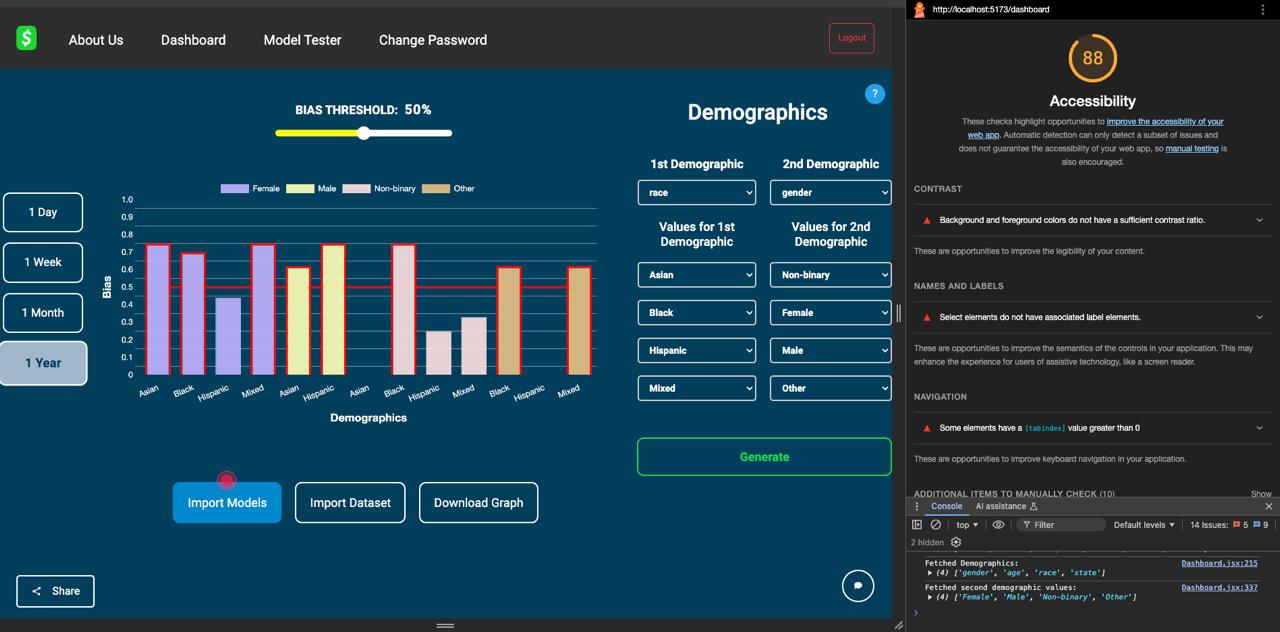 $ About Us Dashboard Model Tester Change Password Logout
BIAS THRESHOLD: 50%
1 Day
1 Week
1 Month
1 Year
Female Male Non-binary Other
Bias
1.0
0.9
0.8
0.7
0.6
0.5
0.4
0.3
0.2
0.1
0
Asian Black Hispanic Mixed Asian Hispanic Asian Black Hispanic Mixed Black Hispanic Mixed
Demographics
Import Models Import Dataset Download Graph
Share
?
Demographics
1st Demographic 2nd Demographic
race gender
Values for 1st Values for 2nd
Demographic Demographic
Asian Non-binary
Black Female
Hispanic Male
Mixed Other
Generate
http://localhost:5173/dashboard
88
Accessibility
These checks highlight opportunities to improve the accessibility of your
web app. Automatic detection can only detect a subset of issues and
does not guarantee the accessibility of your web app, so manual testing is
also encouraged.
CONTRAST
Background and foreground colors do not have a sufficient contrast ratio.
These are opportunities to improve the legibility of your content.
NAMES AND LABELS
Select elements do not have associated label elements.
These are opportunities to improve the semantics of the controls in your application. This may
enhance the experience for users of assistive technology, like a screen reader.
NAVIGATION
Some elements have a [tabindex] value greater than 0
These are opportunities to improve keyboard navigation in your application.
ADDITIONAL ITEMS TO MANUALLY CHECK (10) Show
Console AI assistance
top Filter Default levels 14 Issues: 5 9
2 hidden
Fetched Demographics: Dashboard.jsx:215
(4) ['gender', 'age', 'race', 'state']
Fetched second demographic values: Dashboard.jsx:337
(4) ['Female', 'Male', 'Non-binary', 'Other']